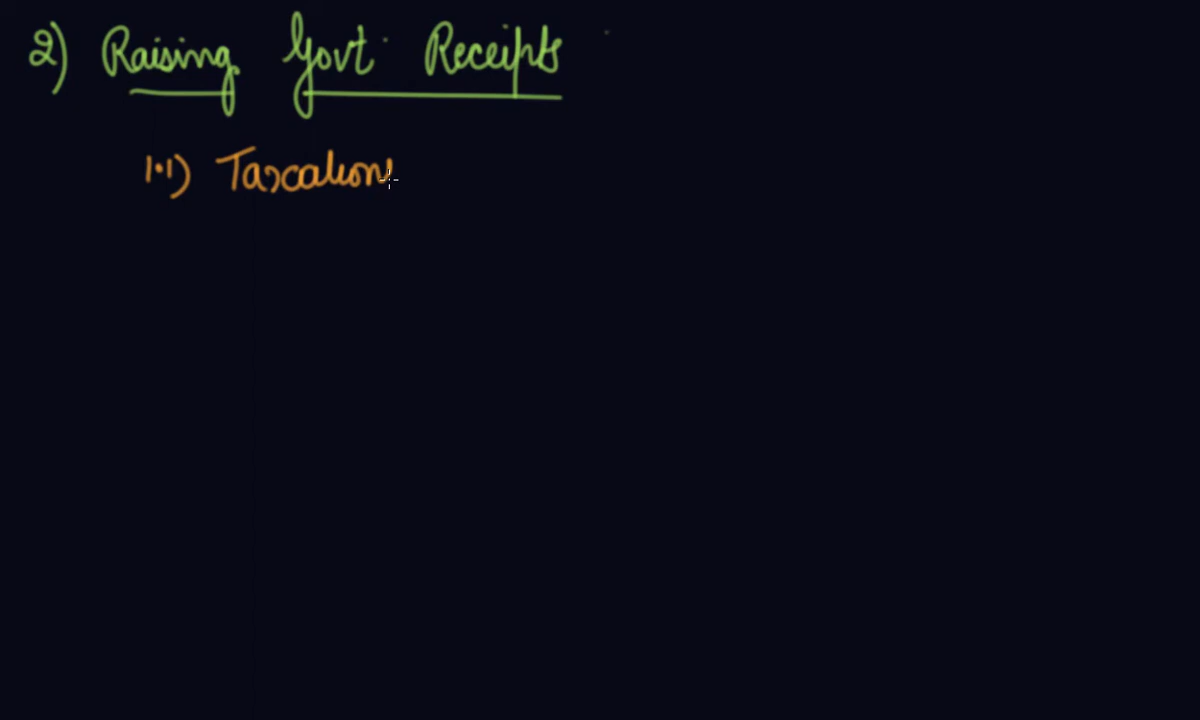 2) Raising Govt. Receipts
1.1) Taxation